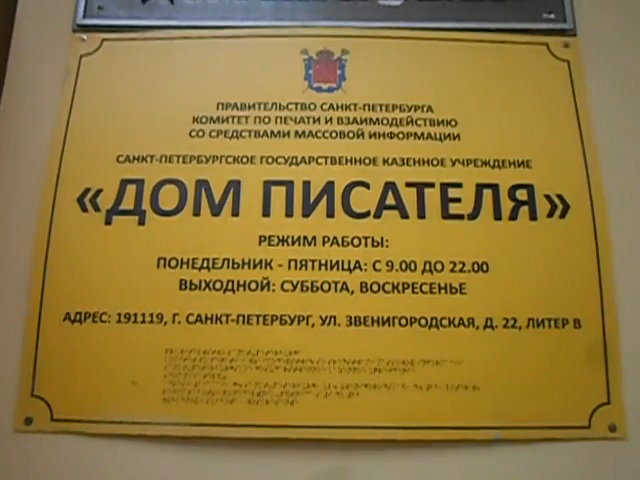 ПРАВИТЕЛЬСТВО САНКТ-ПЕТЕРБУРГА
КОМИТЕТ ПО ПЕЧАТИ И ВЗАИМОДЕЙСТВИЮ
СО СРЕДСТВАМИ МАССОВОЙ ИНФОРМАЦИИ
САНКТ-ПЕТЕРБУРГСКОЕ ГОСУДАРСТВЕННОЕ КАЗЕННОЕ УЧРЕЖДЕНИЕ
«ДОМ ПИСАТЕЛЯ»
РЕЖИМ РАБОТЫ:
ПОНЕДЕЛЬНИК - ПЯТНИЦА: С 9.00 ДО 22.00
ВЫХОДНОЙ: СУББОТА, ВОСКРЕСЕНЬЕ
АДРЕС: 191119, Г. САНКТ-ПЕТЕРБУРГ, УЛ. ЗВЕНИГОРОДСКАЯ, Д. 22, ЛИТЕР В